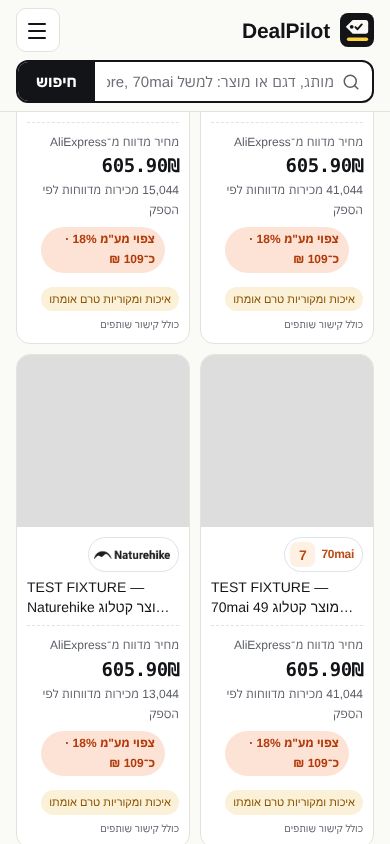 DealPilot
מותג, דגם או מוצר: למשל ore, 70mai
חיפוש
מחיר מדווח מ־AliExpress
605.90₪
41,044 מכירות מדווחות לפי
הספק
צפוי מע"מ 18% ·
כ־109 ₪
איכות ומקוריות טרם אומתו
כולל קישור שותפים
מחיר מדווח מ־AliExpress
605.90₪
15,044 מכירות מדווחות לפי
הספק
צפוי מע"מ 18% ·
כ־109 ₪
איכות ומקוריות טרם אומתו
כולל קישור שותפים
7 70mai
TEST FIXTURE —
70mai מוצר קטלוג 49…
מחיר מדווח מ־AliExpress
605.90₪
41,044 מכירות מדווחות לפי
הספק
צפוי מע"מ 18% ·
כ־109 ₪
איכות ומקוריות טרם אומתו
כולל קישור שותפים
Naturehike
TEST FIXTURE —
Naturehike וצר קטלוג…
מחיר מדווח מ־AliExpress
605.90₪
13,044 מכירות מדווחות לפי
הספק
צפוי מע"מ 18% ·
כ־109 ₪
איכות ומקוריות טרם אומתו
כולל קישור שותפים